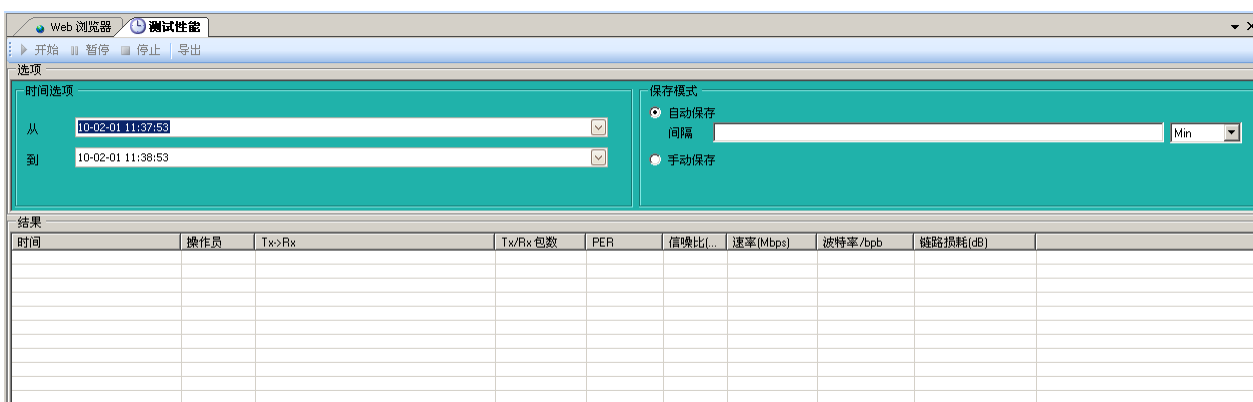 Web 浏览器 测试性能
开始 暂停 停止 导出
选项
时间选项
从 10-02-01 11:37:53
到 10-02-01 11:38:53
保存模式
自动保存
间隔 Min
手动保存
结果
时间 操作员 Tx->Rx Tx/Rx 包数 PER 信噪比(... 速率(Mbps) 波特率/bpb 链路损耗(dB)